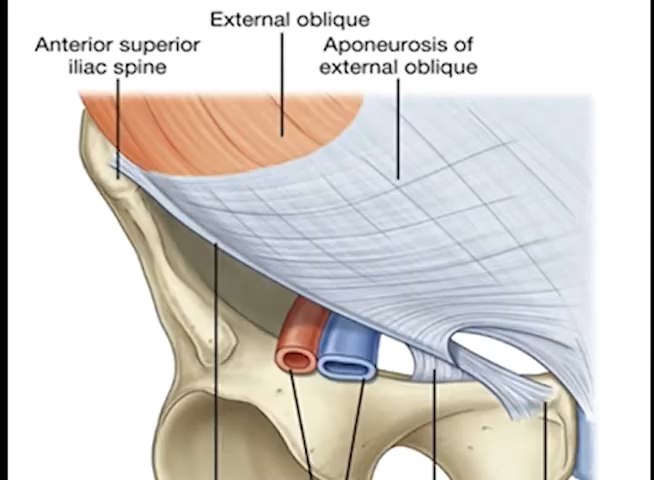 External oblique
Anterior superior
iliac spine
Aponeurosis of
external oblique